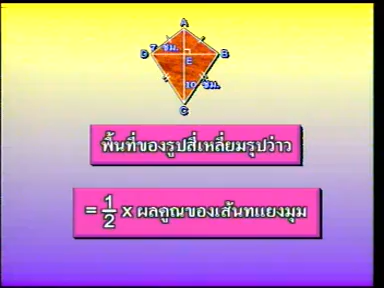 A
7 ซม.
D B
E
10 ซม.
C
พื้นที่ของรูปสี่เหลี่ยมรูปว่าว
= 1/2 x ผลคูณของเส้นทแยงมุม